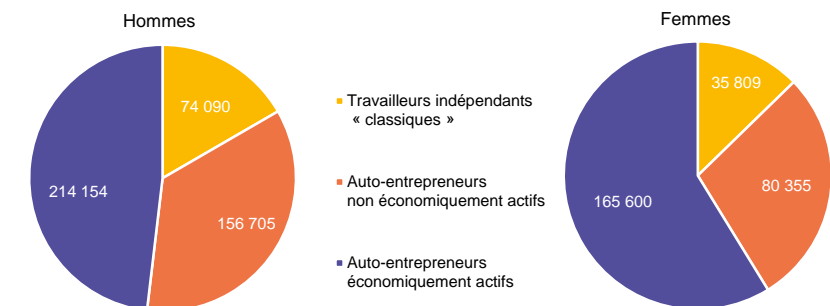 Hommes
74 090
156 705
214 154
Travailleurs indépendants
« classiques »
Auto-entrepreneurs
non économiquement actifs
Auto-entrepreneurs
économiquement actifs
Femmes
35 809
80 355
165 600